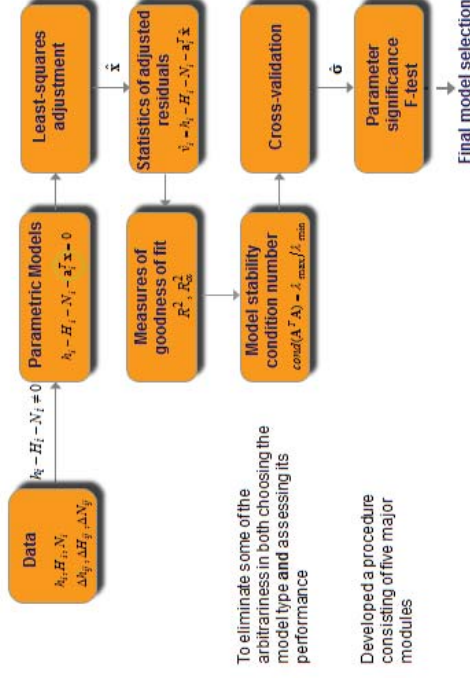 Data
h_i, H_i, N_i
Δh_ij, ΔH_ij, ΔN_ij
h_i − H_i − N_i ≠ 0
Parametric Models
h_i − H_i − N_i − a_i^T x = 0
Least-squares
adjustment
x̂
Statistics of adjusted
residuals
v̂_i = h_i − H_i − N_i − a_i^T x̂
Measures of
goodness of fit
R², R²_α
Model stability
condition number
cond(A^T A) = λ_max/λ_min
Cross-validation
σ̂
Parameter
significance
F-test
Final model selection
To eliminate some of the
arbitrariness in both choosing the
model type and assessing its
performance
Developed a procedure
consisting of five major
modules